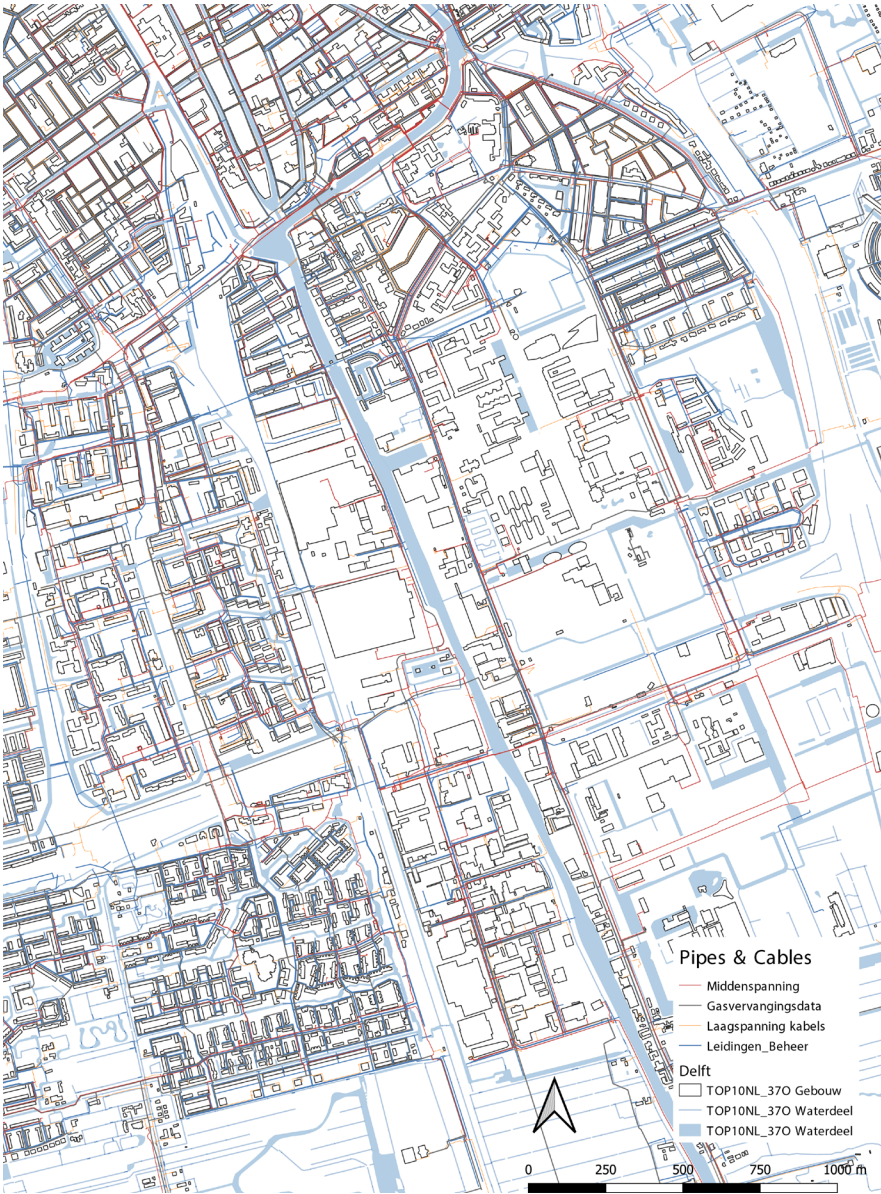 Pipes & Cables
Middenspanning
Gasvervangingsdata
Laagspanning kabels
Leidingen_Beheer
Delft
TOP10NL_37O Gebouw
TOP10NL_37O Waterdeel
TOP10NL_37O Waterdeel
0 250 500 750 1000 m